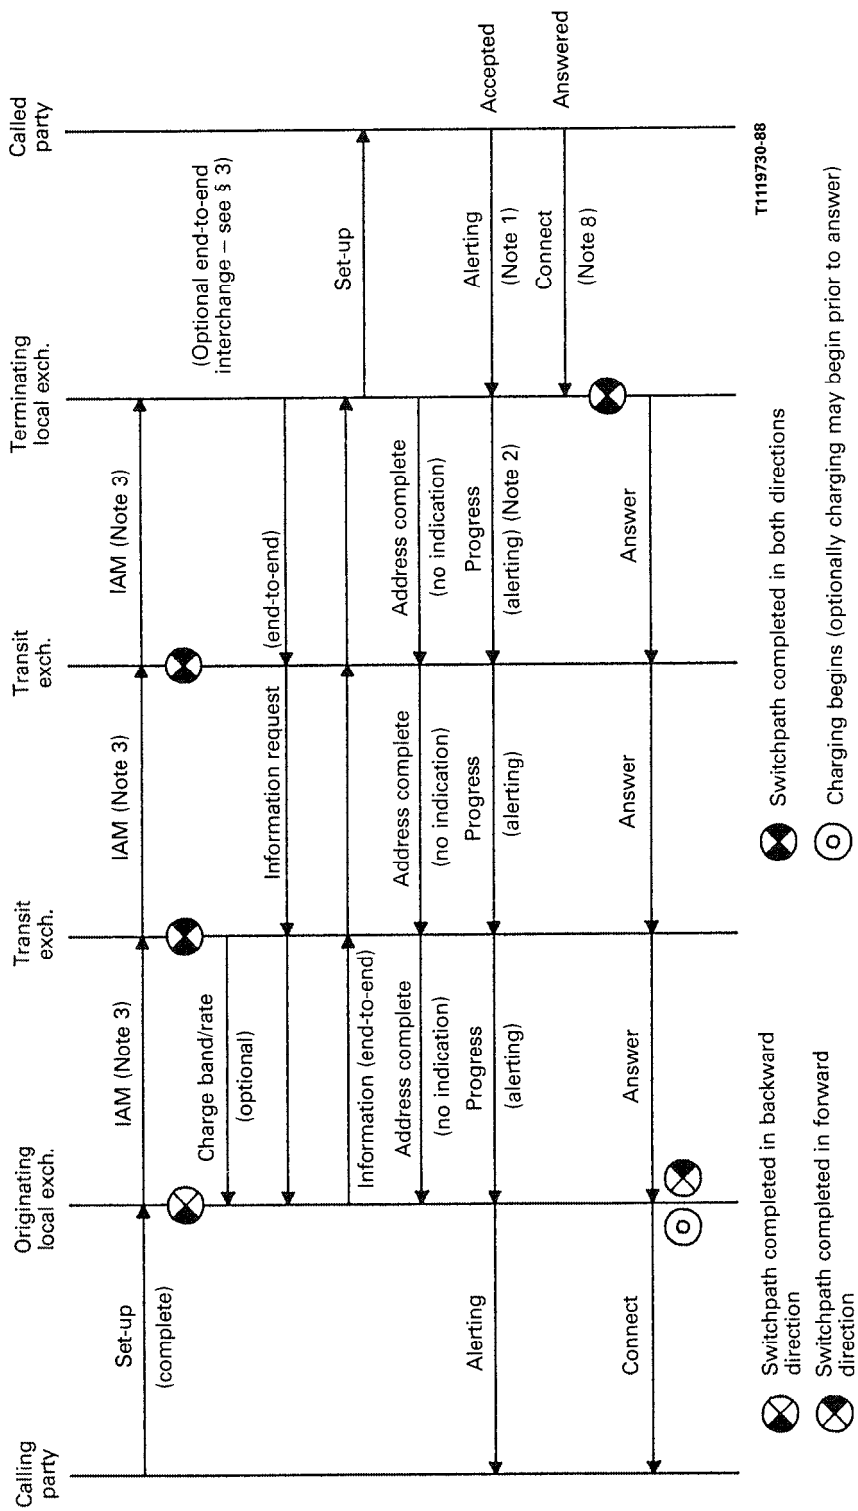 Calling
party
Originating
local exch.
Transit
exch.
Transit
exch.
Terminating
local exch.
Called
party
Set-up
(complete)
IAM (Note 3)
IAM (Note 3)
IAM (Note 3)
(Optional end-to-end
interchange – see § 3)
Charge band/rate
(optional)
Information request
(end-to-end)
Information (end-to-end)
Set-up
Address complete
(no indication)
Address complete
(no indication)
Address complete
(no indication)
Alerting
Progress
(alerting)
Progress
(alerting)
Progress
(alerting) (Note 2)
Alerting
(Note 1)
Accepted
Connect
(Note 8)
Answered
Connect
Answer
Answer
Answer
T1119730-88
Switchpath completed in backward
direction
Switchpath completed in forward
direction
Switchpath completed in both directions
Charging begins (optionally charging may begin prior to answer)